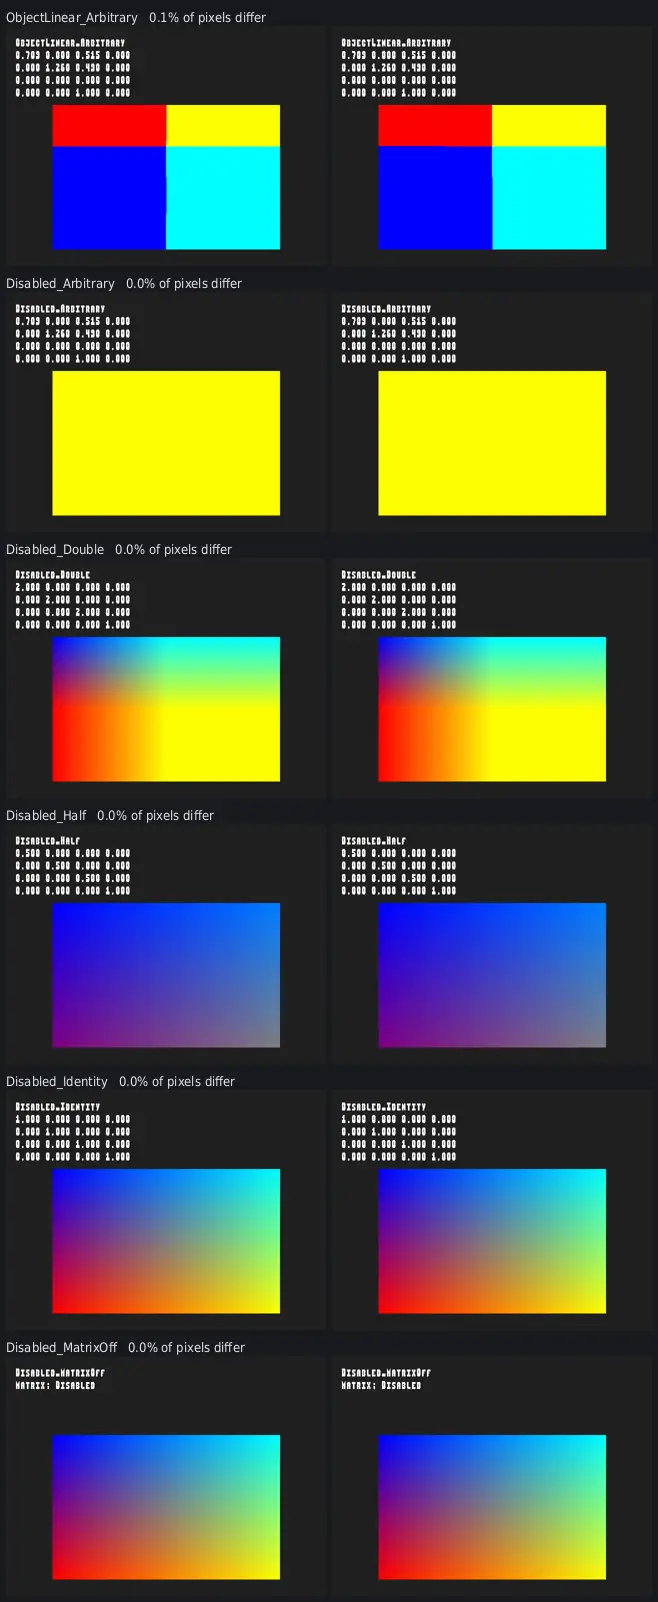 ObjectLinear_Arbitrary 0.1% of pixels differ
ObjectLinear_Arbitrary
0.703 0.000 0.515 0.000
0.000 1.260 0.430 0.000
0.000 0.000 0.000 0.000
0.000 0.000 1.000 0.000
ObjectLinear_Arbitrary
0.703 0.000 0.515 0.000
0.000 1.260 0.430 0.000
0.000 0.000 0.000 0.000
0.000 0.000 1.000 0.000
Disabled_Arbitrary 0.0% of pixels differ
Disabled_Arbitrary
0.703 0.000 0.515 0.000
0.000 1.260 0.430 0.000
0.000 0.000 0.000 0.000
0.000 0.000 1.000 0.000
Disabled_Arbitrary
0.703 0.000 0.515 0.000
0.000 1.260 0.430 0.000
0.000 0.000 0.000 0.000
0.000 0.000 1.000 0.000
Disabled_Double 0.0% of pixels differ
Disabled_Double
2.000 0.000 0.000 0.000
0.000 2.000 0.000 0.000
0.000 0.000 2.000 0.000
0.000 0.000 0.000 1.000
Disabled_Double
2.000 0.000 0.000 0.000
0.000 2.000 0.000 0.000
0.000 0.000 2.000 0.000
0.000 0.000 0.000 1.000
Disabled_Half 0.0% of pixels differ
Disabled_Half
0.500 0.000 0.000 0.000
0.000 0.500 0.000 0.000
0.000 0.000 0.500 0.000
0.000 0.000 0.000 1.000
Disabled_Half
0.500 0.000 0.000 0.000
0.000 0.500 0.000 0.000
0.000 0.000 0.500 0.000
0.000 0.000 0.000 1.000
Disabled_Identity 0.0% of pixels differ
Disabled_Identity
1.000 0.000 0.000 0.000
0.000 1.000 0.000 0.000
0.000 0.000 1.000 0.000
0.000 0.000 0.000 1.000
Disabled_Identity
1.000 0.000 0.000 0.000
0.000 1.000 0.000 0.000
0.000 0.000 1.000 0.000
0.000 0.000 0.000 1.000
Disabled_MatrixOff 0.0% of pixels differ
Disabled_MatrixOff
Matrix: Disabled
Disabled_MatrixOff
Matrix: Disabled